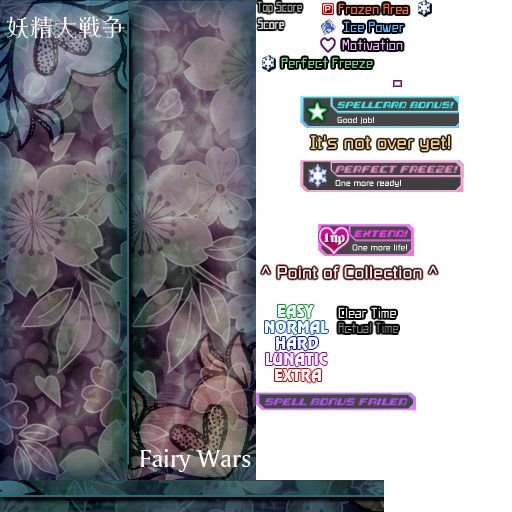 妖精大戦争
Top Score
Score
Frozen Area
Ice Power
Motivation
Perfect Freeze
SPELLCARD BONUS!
Good job!
It's not over yet!
PERFECT FREEZE!
One more ready!
1up
EXTEND!
One more life!
^ Point of Collection ^
EASY
NORMAL
HARD
LUNATIC
EXTRA
Clear Time
Actual Time
SPELL BONUS FAILED
Fairy Wars